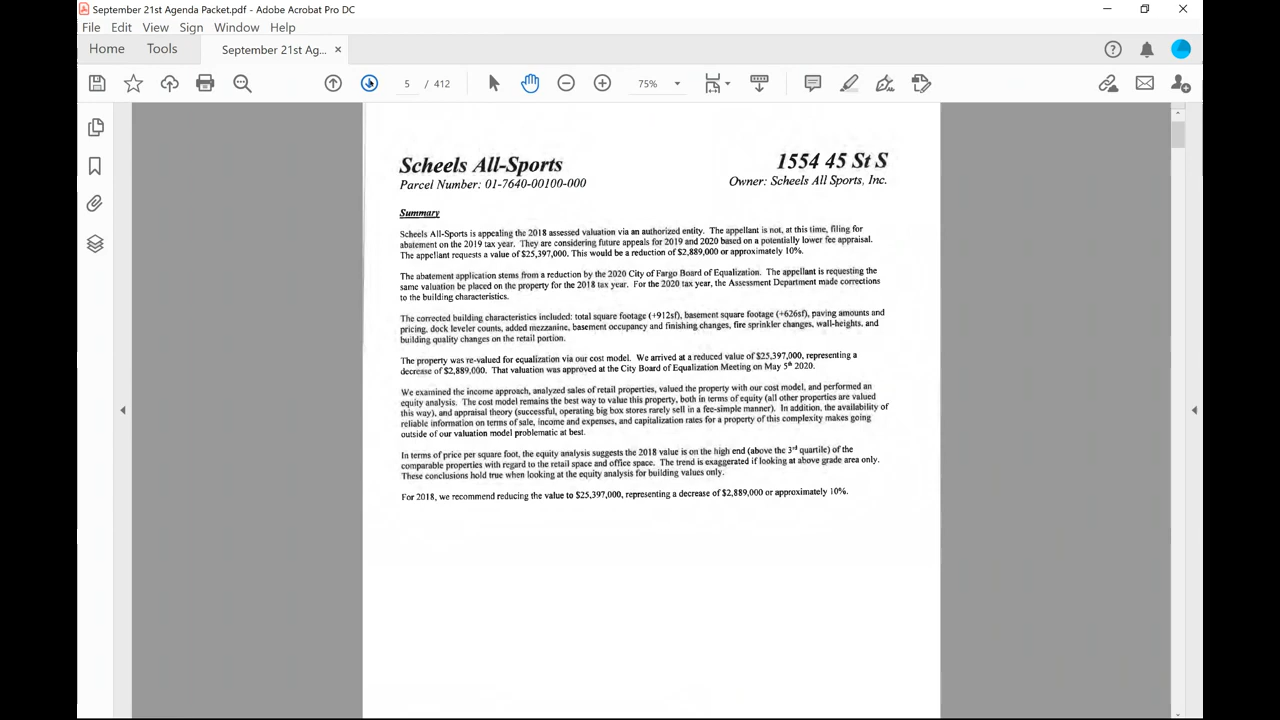 September 21st Agenda Packet.pdf - Adobe Acrobat Pro DC
File Edit View Sign Window Help
Home Tools September 21st Ag... ×
5 / 412 75%
Scheels All-Sports 1554 45 St S
Parcel Number: 01-7640-00100-000 Owner: Scheels All Sports, Inc.
Summary
Scheels All-Sports is appealing the 2018 assessed valuation via an authorized entity. The appellant is not, at this time, filing for
abatement on the 2019 tax year. They are considering future appeals for 2019 and 2020 based on a potentially lower fee appraisal.
The appellant requests a value of $25,397,000. This would be a reduction of $2,889,000 or approximately 10%.
The abatement application stems from a reduction by the 2020 City of Fargo Board of Equalization. The appellant is requesting the
same valuation be placed on the property for the 2018 tax year. For the 2020 tax year, the Assessment Department made corrections
to the building characteristics.
The corrected building characteristics included: total square footage (+912sf), basement square footage (+626sf), paving amounts and
pricing, dock leveler counts, added mezzanine, basement occupancy and finishing changes, fire sprinkler changes, wall-heights, and
building quality changes on the retail portion.
The property was re-valued for equalization via our cost model. We arrived at a reduced value of $25,397,000, representing a
decrease of $2,889,000. That valuation was approved at the City Board of Equalization Meeting on May 5th 2020.
We examined the income approach, analyzed sales of retail properties, valued the property with our cost model, and performed an
equity analysis. The cost model remains the best way to value this property, both in terms of equity (all other properties are valued
this way), and appraisal theory (successful, operating big box stores rarely sell in a fee-simple manner). In addition, the availability of
reliable information on terms of sale, income and expenses, and capitalization rates for a property of this complexity makes going
outside of our valuation model problematic at best.
In terms of price per square foot, the equity analysis suggests the 2018 value is on the high end (above the 3rd quartile) of the
comparable properties with regard to the retail space and office space. The trend is exaggerated if looking at above grade area only.
These conclusions hold true when looking at the equity analysis for building values only.
For 2018, we recommend reducing the value to $25,397,000, representing a decrease of $2,889,000 or approximately 10%.